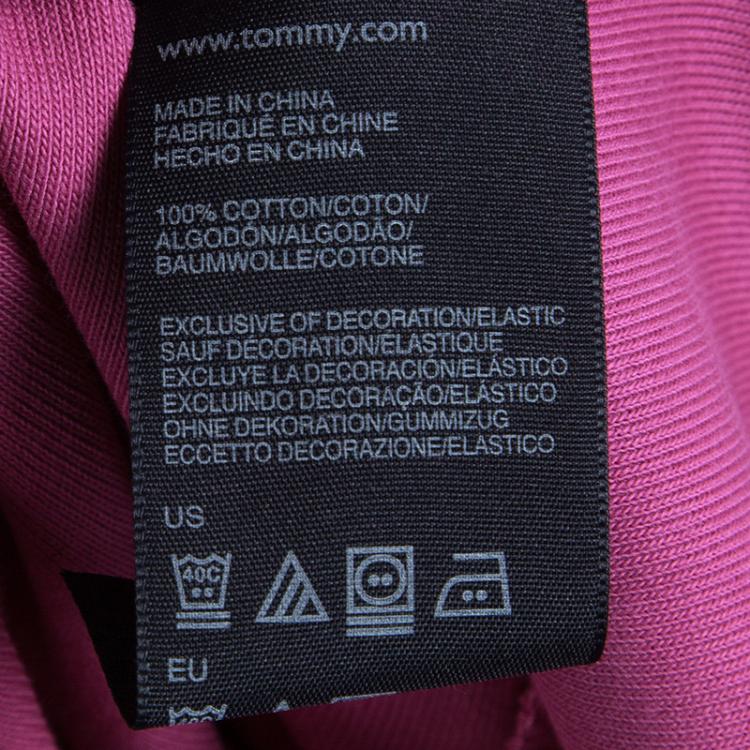 www.tommy.com
MADE IN CHINA
FABRIQUÉ EN CHINE
HECHO EN CHINA
100% COTTON/COTON/
ALGODÓN/ALGODÃO/
BAUMWOLLE/COTONE
EXCLUSIVE OF DECORATION/ELASTIC
SAUF DÉCORATION/ELASTIQUE
EXCLUYE LA DECORACIÓN/ELÁSTICO
EXCLUINDO DECORAÇÃO/ELÁSTICO
OHNE DEKORATION/GUMMIZUG
ECCETTO DECORAZIONE/ELASTICO
US
40C
EU